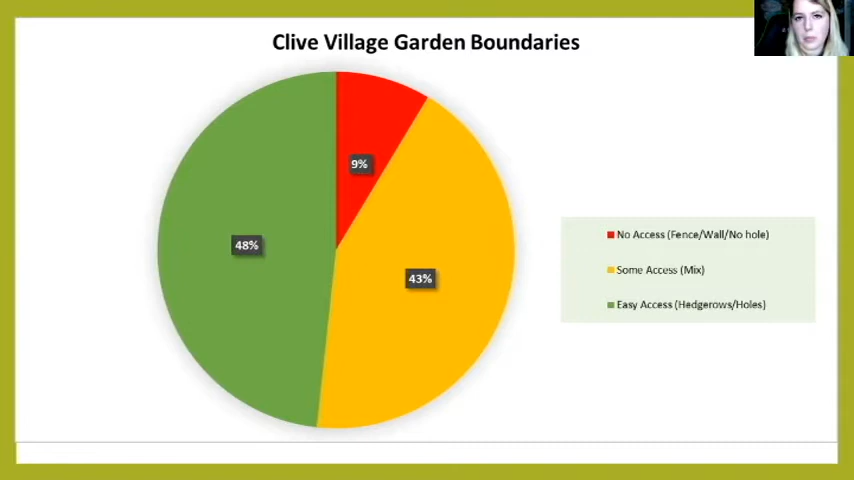 Clive Village Garden Boundaries
9%
48%
43%
No Access (Fence/Wall/No hole)
Some Access (Mix)
Easy Access (Hedgerows/Holes)